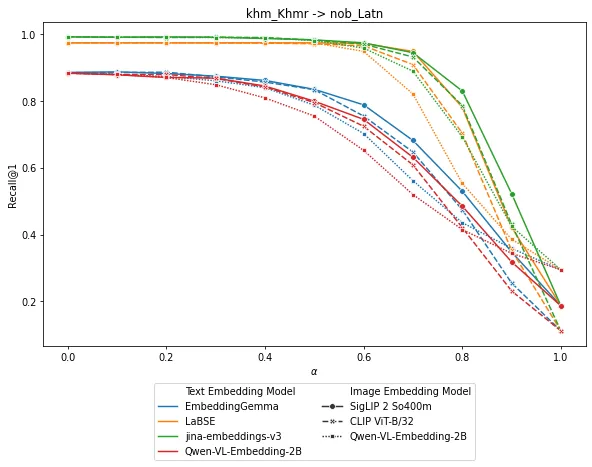 khm_Khmr -> nob_Latn
1.0
0.8
0.6
0.4
0.2
Recall@1
0.0
0.2
0.4
0.6
0.8
1.0
α
Text Embedding Model
EmbeddingGemma
LaBSE
jina-embeddings-v3
Qwen-VL-Embedding-2B
Image Embedding Model
SigLIP 2 So400m
CLIP ViT-B/32
Qwen-VL-Embedding-2B